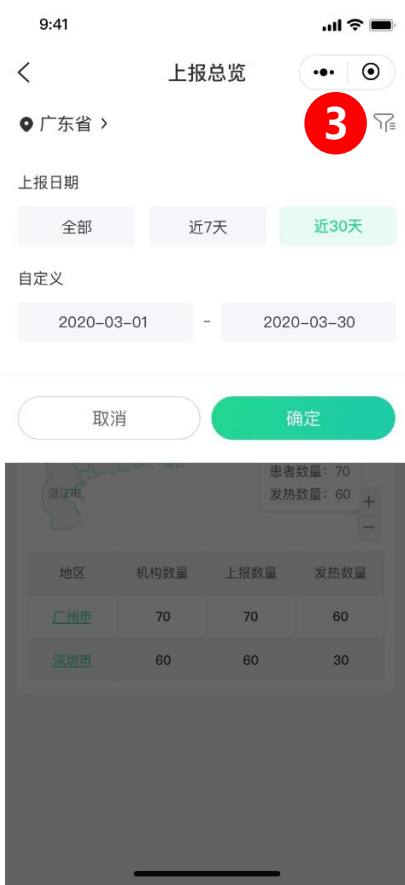 9:41
上报总览
广东省
3
上报日期
全部 近7天 近30天
自定义
2020-03-01 - 2020-03-30
取消 确定
患者数量：70
湛江市
发热数量：60
+
-
地区 机构数量 上报数量 发热数量
广州市 70 70 60
深圳市 60 60 30